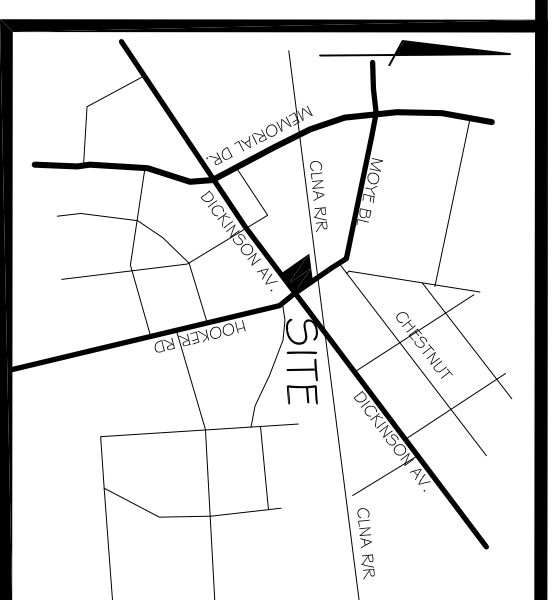 MEMORIAL DR.
CLNA R/R
MOYE Bl
DICKINSON AV.
HOOKER RD
SITE
CHESTNUT
DICKINSON AV.
CLNA R/R